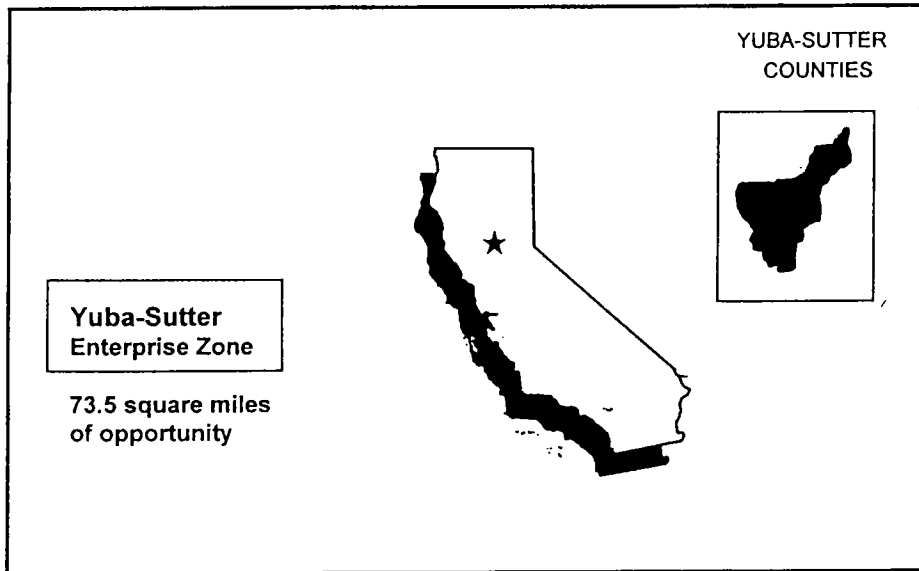 YUBA-SUTTER
COUNTIES
Yuba-Sutter
Enterprise Zone
73.5 square miles
of opportunity